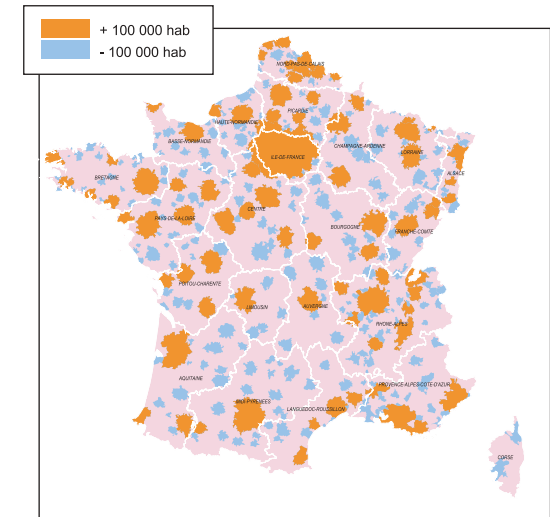 + 100 000 hab
- 100 000 hab
NORD-PAS-DE-CALAIS
PICARDIE
HAUTE-NORMANDIE
BASSE-NORMANDIE
CHAMPAGNE-ARDENNE
LORRAINE
ILE-DE-FRANCE
ALSACE
BRETAGNE
PAYS-DE-LA-LOIRE
CENTRE
BOURGOGNE
FRANCHE-COMTE
POITOU-CHARENTE
LIMOUSIN
AUVERGNE
RHONE-ALPES
AQUITAINE
MIDI-PYRENEES
LANGUEDOC-ROUSSILLON
PROVENCE-ALPES-COTE-D'AZUR
CORSE